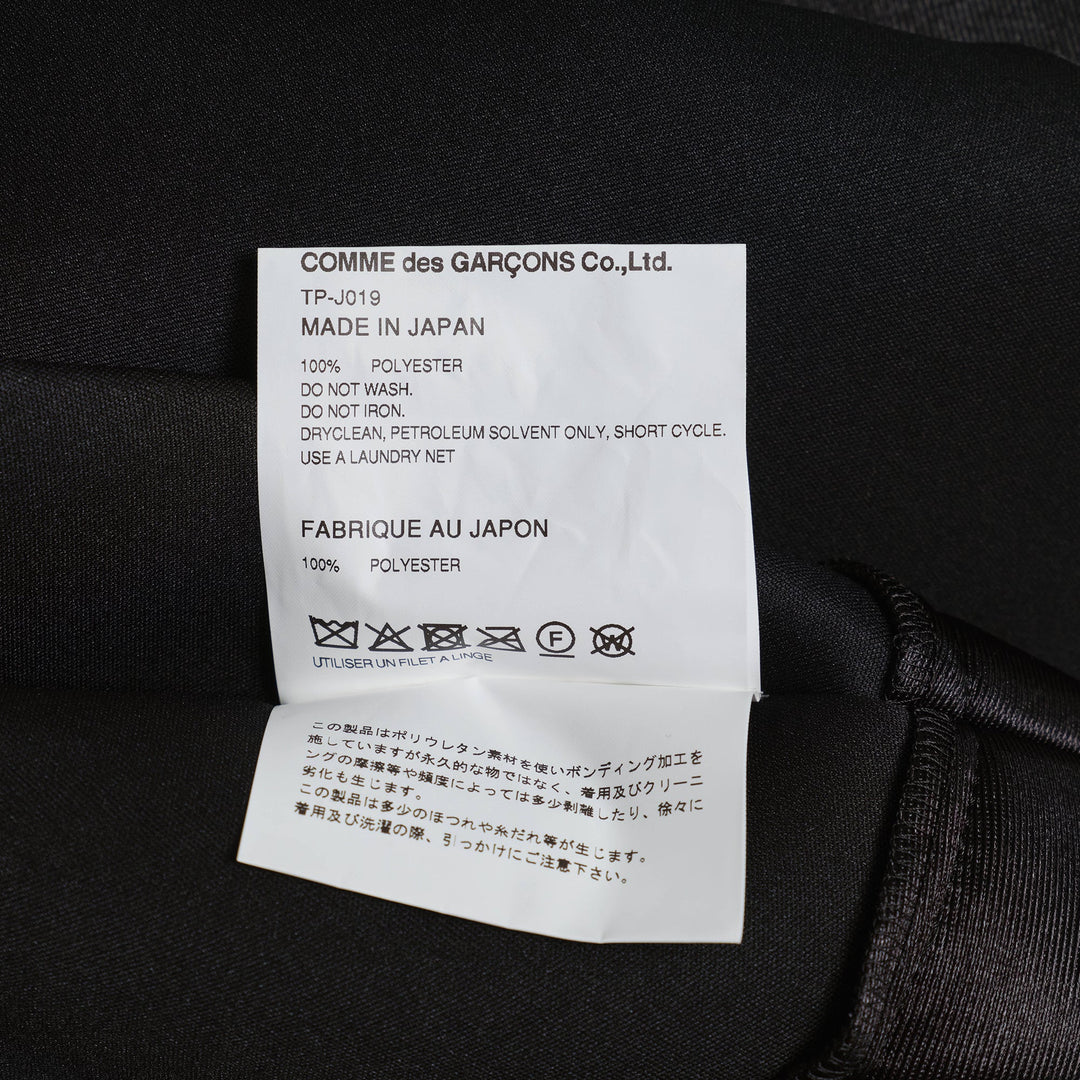 COMME des GARÇONS Co.,Ltd.
TP-J019
MADE IN JAPAN
100% POLYESTER
DO NOT WASH.
DO NOT IRON.
DRYCLEAN, PETROLEUM SOLVENT ONLY, SHORT CYCLE.
USE A LAUNDRY NET
FABRIQUE AU JAPON
100% POLYESTER
F W
UTILISER UN FILET A LINGE
この製品はポリウレタン素材を使いボンディング加工を
施していますが永久的な物ではなく、着用及びクリーニ
ングの摩擦等や頻度によっては多少剥離したり、徐々に
劣化も生じます。
この製品は多少のほつれや糸だれ等が生じます。
着用及び洗濯の際、引っかけにご注意下さい。